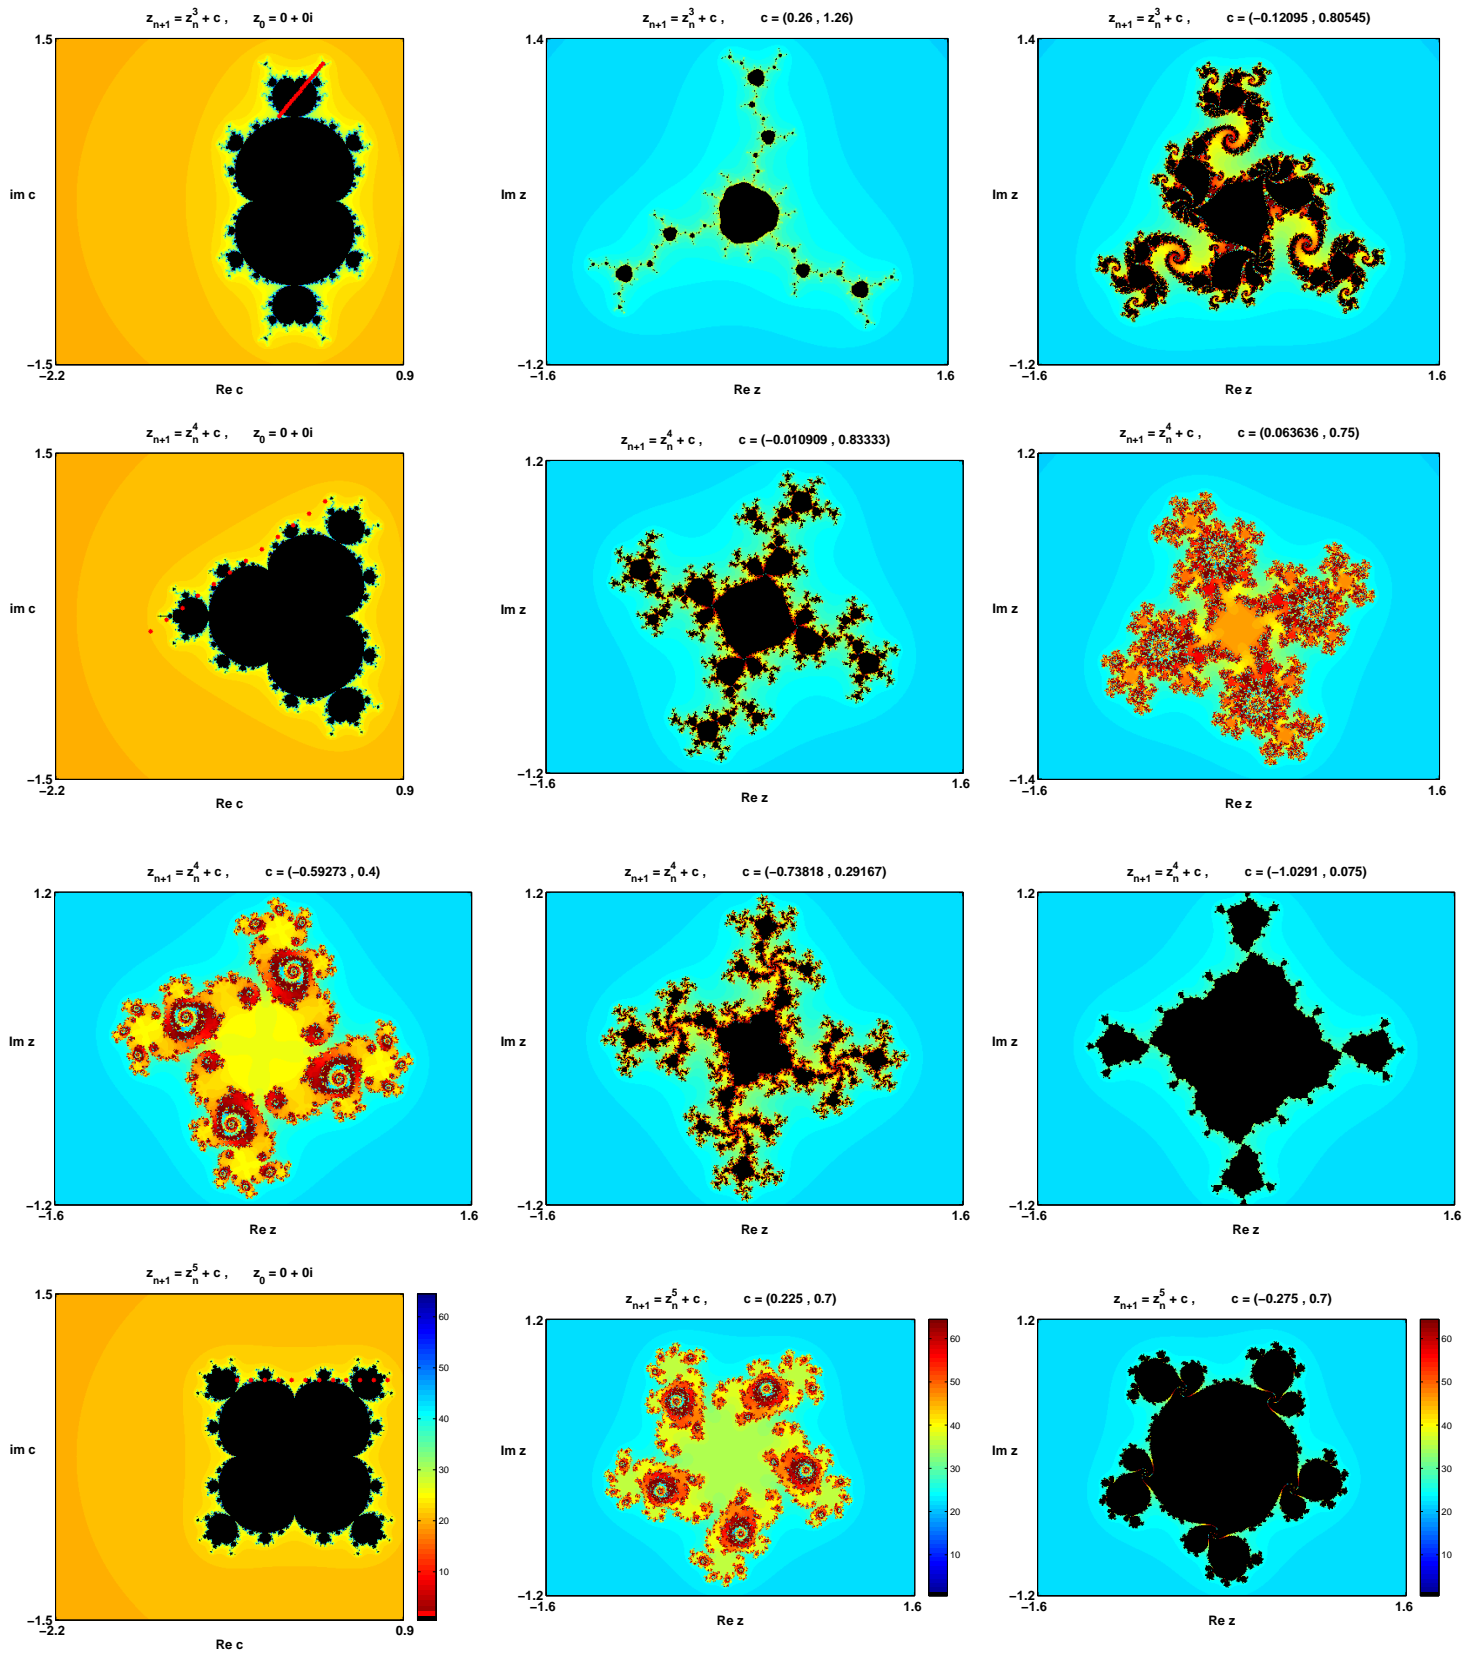 z_{n+1} = z_n^3 + c ,   z_0 = 0 + 0i
1.5
im c
−1.5
−2.2
0.9
Re c
z_{n+1} = z_n^3 + c ,   c = (0.26 , 1.26)
1.4
Im z
−1.2
−1.6
1.6
Re z
z_{n+1} = z_n^3 + c ,   c = (−0.12095 , 0.80545)
1.4
Im z
−1.2
−1.6
1.6
Re z
z_{n+1} = z_n^4 + c ,   z_0 = 0 + 0i
1.5
im c
−1.5
−2.2
0.9
Re c
z_{n+1} = z_n^4 + c ,   c = (−0.010909 , 0.83333)
1.2
Im z
−1.2
−1.6
1.6
Re z
z_{n+1} = z_n^4 + c ,   c = (0.063636 , 0.75)
1.2
Im z
−1.4
−1.6
1.6
Re z
z_{n+1} = z_n^4 + c ,   c = (−0.59273 , 0.4)
1.2
Im z
−1.2
−1.6
1.6
Re z
z_{n+1} = z_n^4 + c ,   c = (−0.73818 , 0.29167)
1.2
Im z
−1.2
−1.6
1.6
Re z
z_{n+1} = z_n^4 + c ,   c = (−1.0291 , 0.075)
1.2
Im z
−1.2
−1.6
1.6
Re z
z_{n+1} = z_n^5 + c ,   z_0 = 0 + 0i
1.5
im c
−1.5
−2.2
0.9
Re c
60
50
40
30
20
10
z_{n+1} = z_n^5 + c ,   c = (0.225 , 0.7)
1.2
Im z
−1.2
−1.6
1.6
Re z
60
50
40
30
20
10
z_{n+1} = z_n^5 + c ,   c = (−0.275 , 0.7)
1.2
Im z
−1.2
−1.6
1.6
Re z
60
50
40
30
20
10